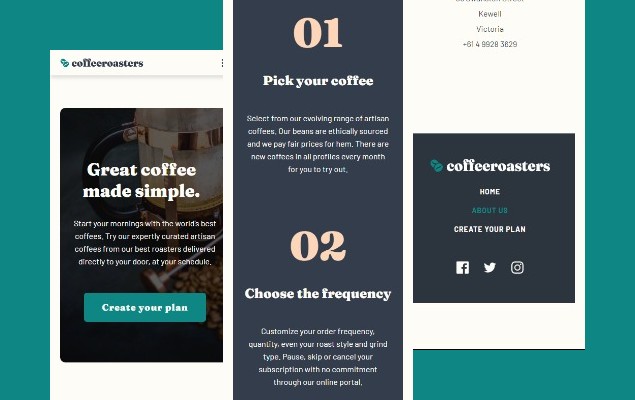 coffeeroasters
Great coffee
made simple.
Start your mornings with the world's best
coffees. Try our expertly curated artisan
coffees from our best roasters delivered
directly to your door, at your schedule.
Create your plan
01
Pick your coffee
Select from our evolving range of artisan
coffees. Our beans are ethically sourced
and we pay fair prices for hem. There are
new coffees in all profiles every month
for you to try out.
02
Choose the frequency
Customize your order frequency,
quantity, even your roast style and grind
type. Pause, skip or cancel your
subscription with no commitment
through our online portal.
Kewell
Victoria
+61 4 9928 3629
coffeeroasters
HOME
ABOUT US
CREATE YOUR PLAN